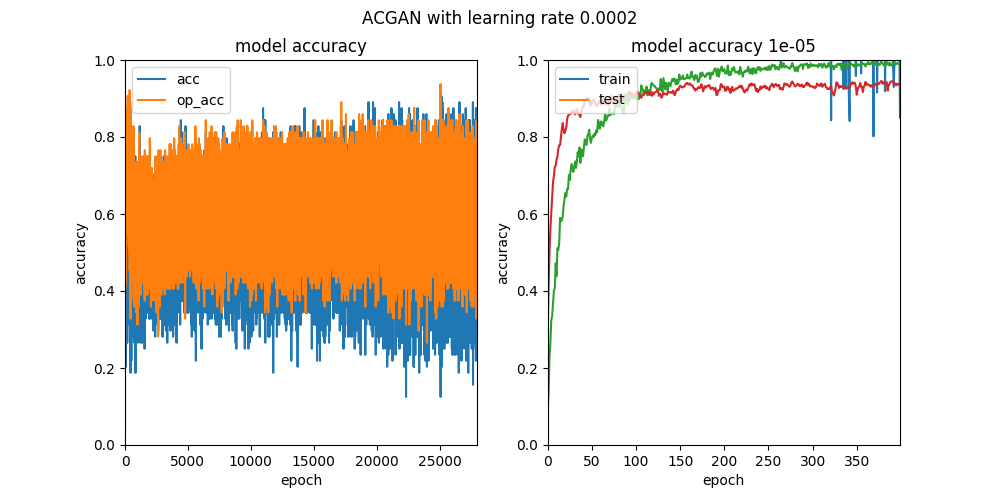 ACGAN with learning rate 0.0002
model accuracy
acc
op_acc
accuracy
1.0
0.8
0.6
0.4
0.2
0.0
0 5000 10000 15000 20000 25000
epoch
model accuracy 1e-05
train
test
accuracy
1.0
0.8
0.6
0.4
0.2
0.0
0 50 100 150 200 250 300 350
epoch